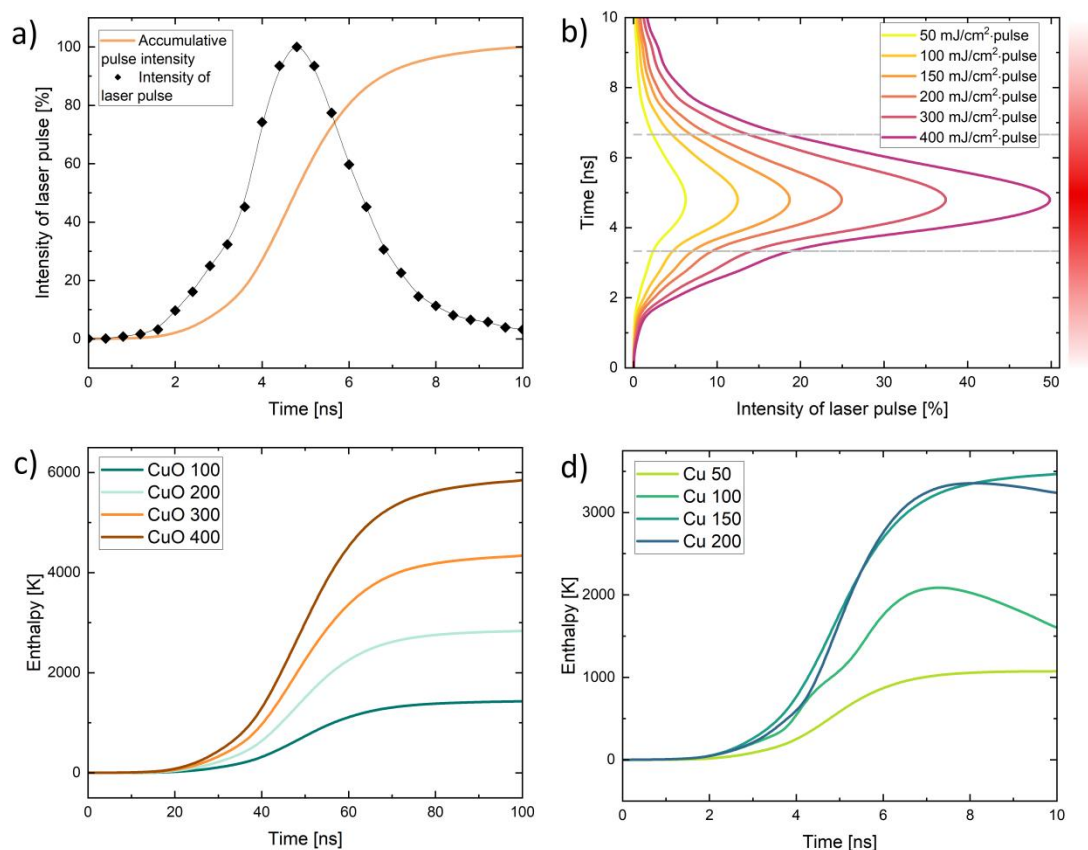 a)
Intensity of laser pulse [%]
100
80
60
40
20
0
Accumulative
pulse intensity
Intensity of
laser pulse
0 2 4 6 8 10
Time [ns]
b)
Time [ns]
10
8
6
4
2
0
50 mJ/cm²·pulse
100 mJ/cm²·pulse
150 mJ/cm²·pulse
200 mJ/cm²·pulse
300 mJ/cm²·pulse
400 mJ/cm²·pulse
0 10 20 30 40 50
Intensity of laser pulse [%]
c)
Enthalpy [K]
6000
4000
2000
0
CuO 100
CuO 200
CuO 300
CuO 400
0 20 40 60 80 100
Time [ns]
d)
Enthalpy [K]
3000
2000
1000
0
Cu 50
Cu 100
Cu 150
Cu 200
0 2 4 6 8 10
Time [ns]